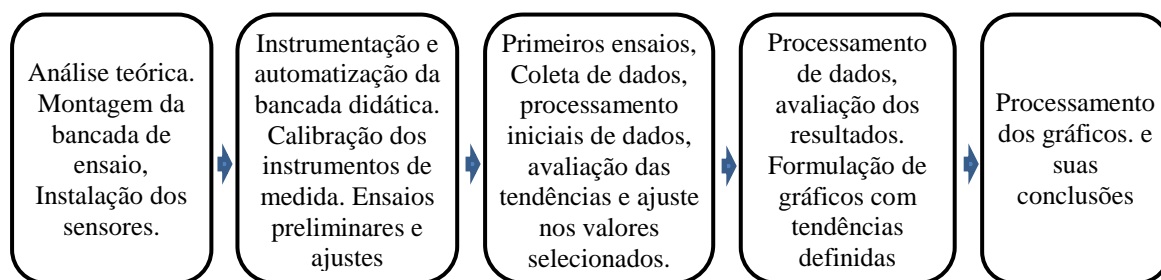 Análise teórica.
Montagem da
bancada de
ensaio,
Instalação dos
sensores.
Instrumentação e
automatização da
bancada didática.
Calibração dos
instrumentos de
medida. Ensaios
preliminares e
ajustes
Primeiros ensaios,
Coleta de dados,
processamento
iniciais de dados,
avaliação das
tendências e ajuste
nos valores
selecionados.
Processamento
de dados,
avaliação dos
resultados.
Formulação de
gráficos com
tendências
definidas
Processamento
dos gráficos. e
suas
conclusões